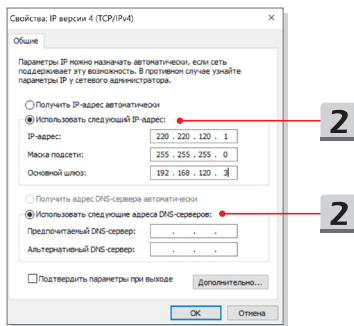 Свойства: IP версии 4 (TCP/IPv4)
Общие
Параметры IP можно назначать автоматически, если сеть
поддерживает эту возможность. В противном случае узнайте
параметры IP у сетевого администратора.
Получить IP-адрес автоматически
Использовать следующий IP-адрес:
2
IP-адрес: 220 . 220 . 120 . 1
Маска подсети: 255 . 255 . 255 . 0
Основной шлюз: 192 . 168 . 120 . 3
Получить адрес DNS-сервера автоматически
Использовать следующие адреса DNS-серверов:
2
Предпочитаемый DNS-сервер: . . .
Альтернативный DNS-сервер: . . .
Подтвердить параметры при выходе
Дополнительно...
OK Отмена